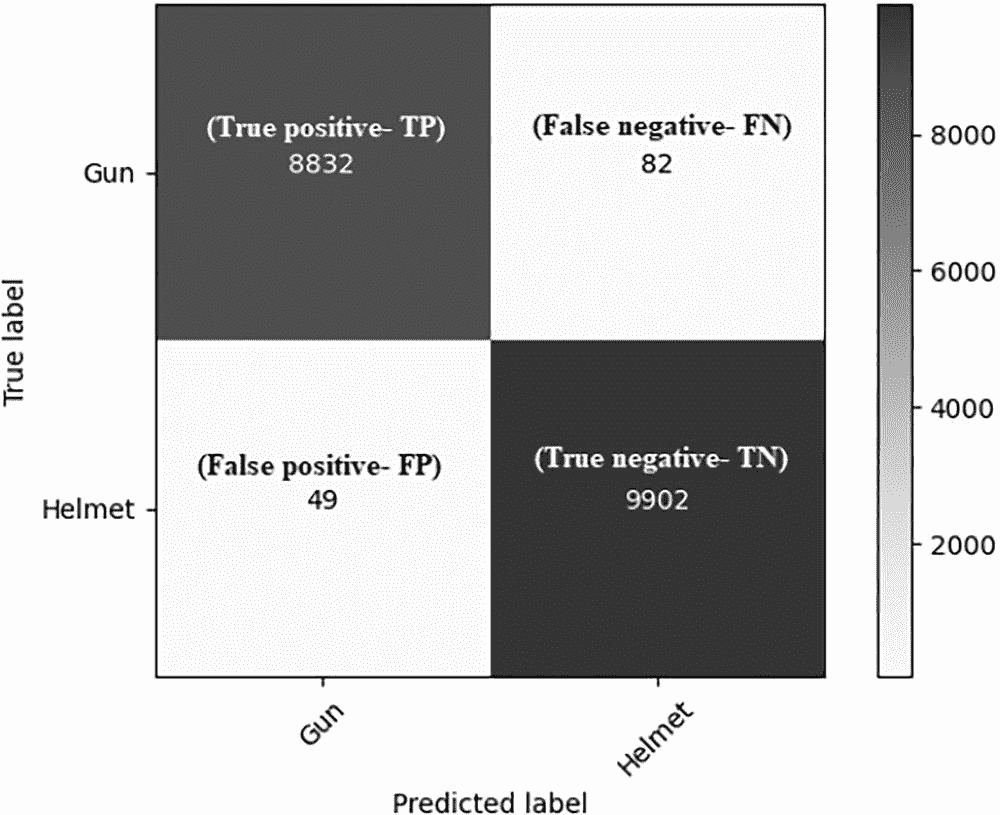 (True positive- TP)
8832
(False negative- FN)
82
Gun
(False positive- FP)
49
(True negative- TN)
9902
Helmet
True label
Gun
Helmet
Predicted label
8000
6000
4000
2000